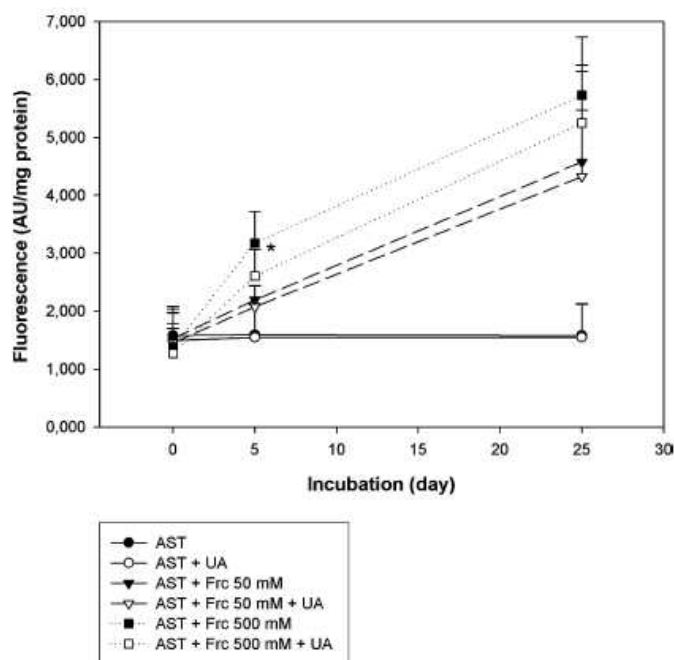 7,000
6,000
5,000
4,000
3,000
2,000
1,000
0,000
Fluorescence (AU/mg protein)
*
0 5 10 15 20 25 30
Incubation (day)
AST
AST + UA
AST + Frc 50 mM
AST + Frc 50 mM + UA
AST + Frc 500 mM
AST + Frc 500 mM + UA